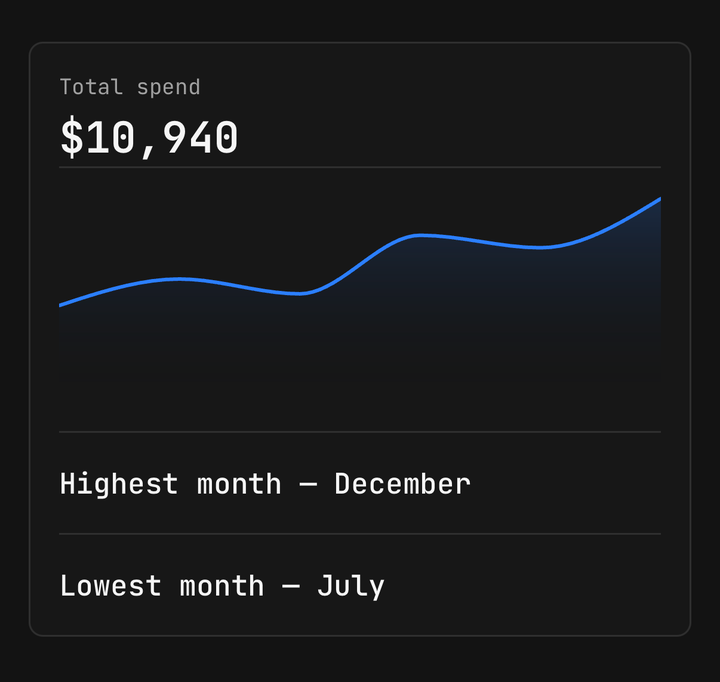 Total spend
$10,940
Highest month — December
Lowest month — July